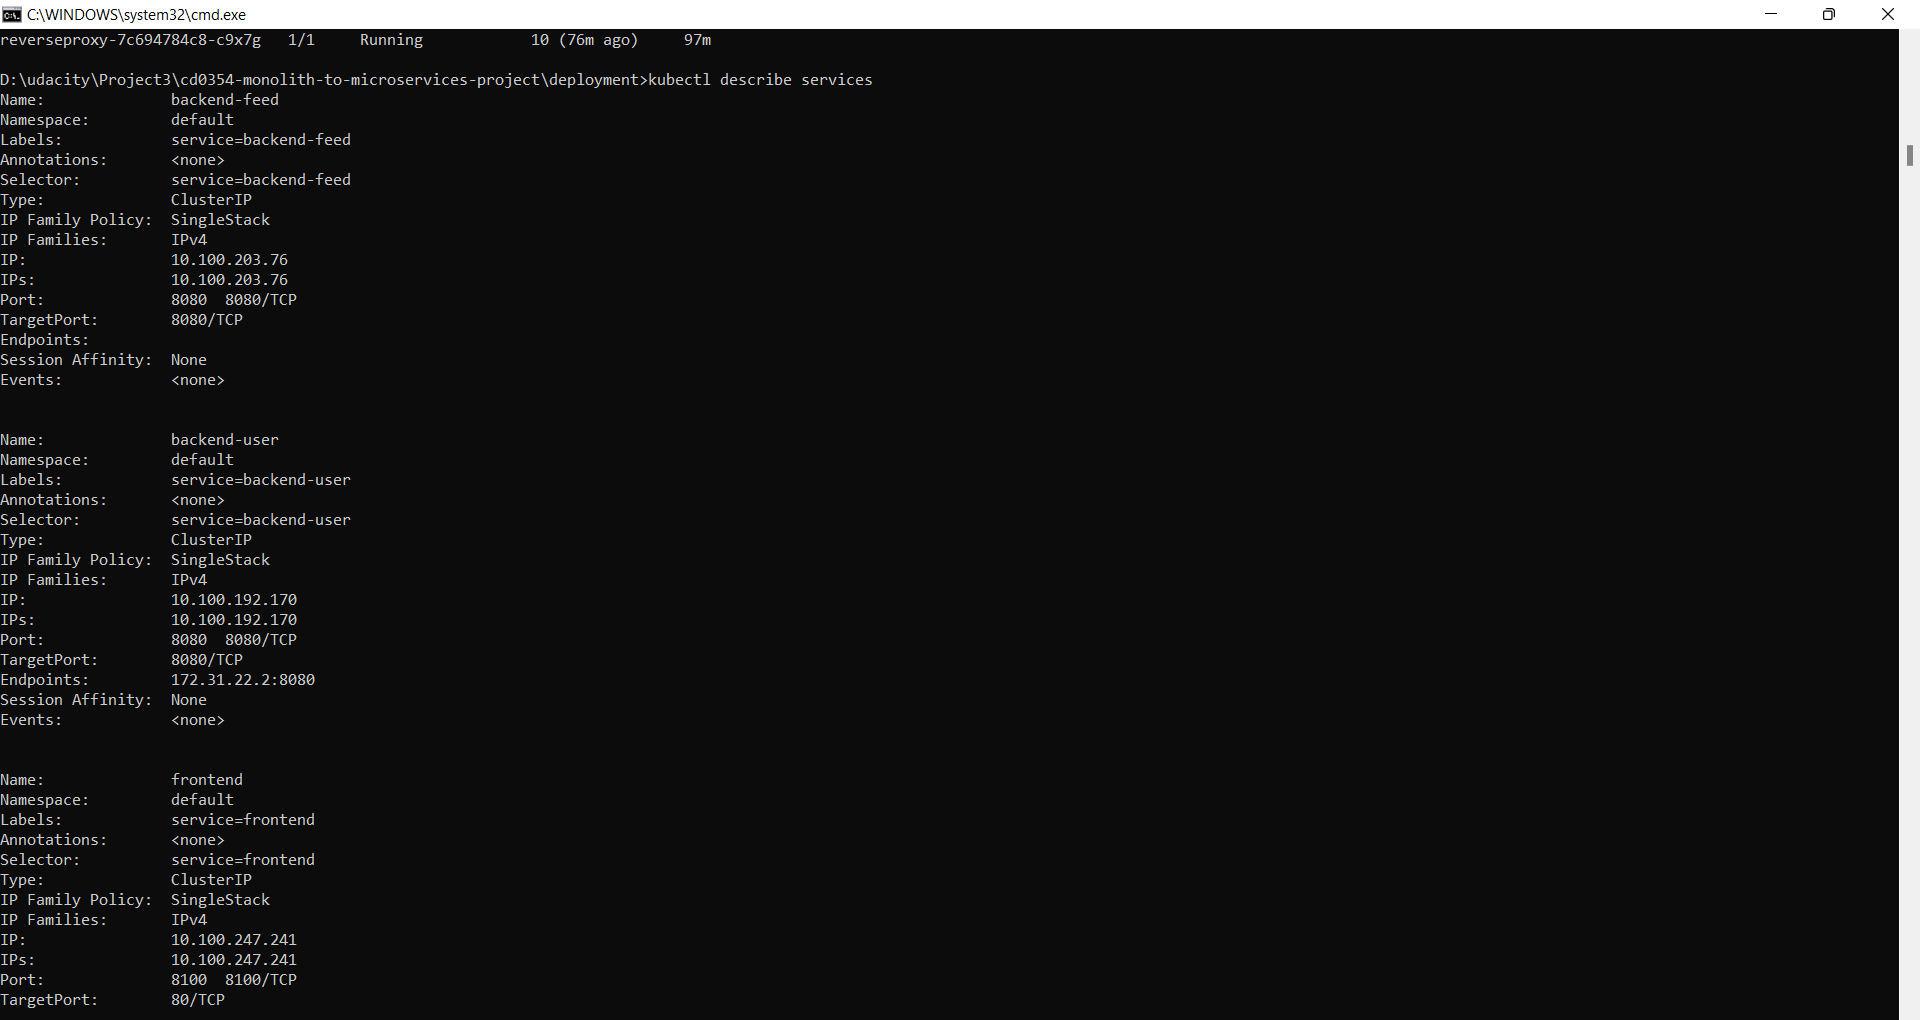 C:\WINDOWS\system32\cmd.exe
reverseproxy-7c694784c8-c9x7g   1/1     Running            10 (76m ago)     97m
D:\udacity\Project3\cd0354-monolith-to-microservices-project\deployment>kubectl describe services
Name:              backend-feed
Namespace:         default
Labels:            service=backend-feed
Annotations:       <none>
Selector:          service=backend-feed
Type:              ClusterIP
IP Family Policy:  SingleStack
IP Families:       IPv4
IP:                10.100.203.76
IPs:               10.100.203.76
Port:              8080  8080/TCP
TargetPort:        8080/TCP
Endpoints:
Session Affinity:  None
Events:            <none>
Name:              backend-user
Namespace:         default
Labels:            service=backend-user
Annotations:       <none>
Selector:          service=backend-user
Type:              ClusterIP
IP Family Policy:  SingleStack
IP Families:       IPv4
IP:                10.100.192.170
IPs:               10.100.192.170
Port:              8080  8080/TCP
TargetPort:        8080/TCP
Endpoints:         172.31.22.2:8080
Session Affinity:  None
Events:            <none>
Name:              frontend
Namespace:         default
Labels:            service=frontend
Annotations:       <none>
Selector:          service=frontend
Type:              ClusterIP
IP Family Policy:  SingleStack
IP Families:       IPv4
IP:                10.100.247.241
IPs:               10.100.247.241
Port:              8100  8100/TCP
TargetPort:        80/TCP